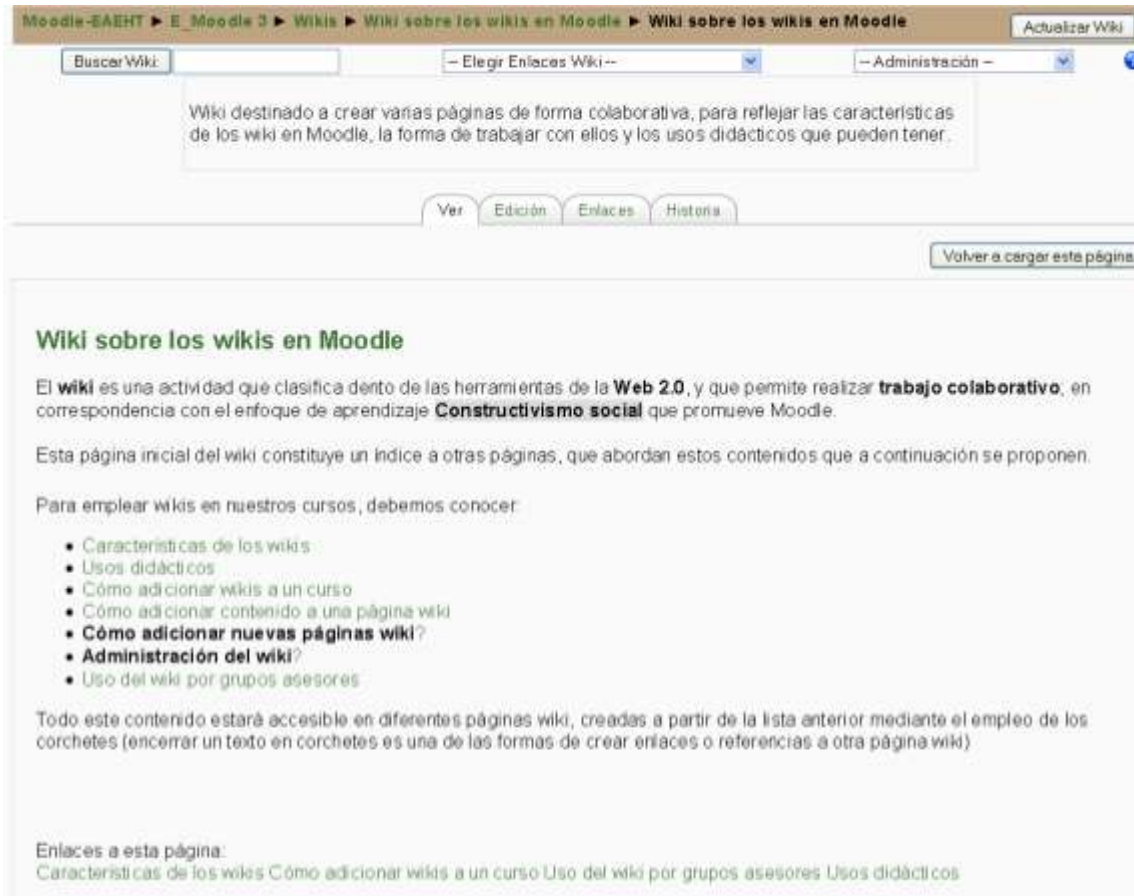 Moodle-EAEHT ► E_Moodle 3 ► Wikis ► Wiki sobre los wikis en Moodle ► Wiki sobre los wikis en Moodle
Actualizar Wiki
Buscar Wiki:
-- Elegir Enlaces Wiki --
-- Administración --
Wiki destinado a crear varias páginas de forma colaborativa, para reflejar las características
de los wiki en Moodle, la forma de trabajar con ellos y los usos didácticos que pueden tener.
Ver Edición Enlaces Historia
Volver a cargar esta página
Wiki sobre los wikis en Moodle
El wiki es una actividad que clasifica dento de las herramientas de la Web 2.0, y que permite realizar trabajo colaborativo, en
correspondencia con el enfoque de aprendizaje Constructivismo social que promueve Moodle.
Esta página inicial del wiki constituye un índice a otras páginas, que abordan estos contenidos que a continuación se proponen.
Para emplear wikis en nuestros cursos, debemos conocer:
• Características de los wikis
• Usos didácticos
• Cómo adicionar wikis a un curso
• Cómo adicionar contenido a una página wiki
• Cómo adicionar nuevas páginas wiki?
• Administración del wiki?
• Uso del wiki por grupos asesores
Todo este contenido estará accesible en diferentes páginas wiki, creadas a partir de la lista anterior mediante el empleo de los
corchetes (encerrar un texto en corchetes es una de las formas de crear enlaces o referencias a otra página wiki)
Enlaces a esta página:
Características de los wikis Cómo adicionar wikis a un curso Uso del wiki por grupos asesores Usos didácticos